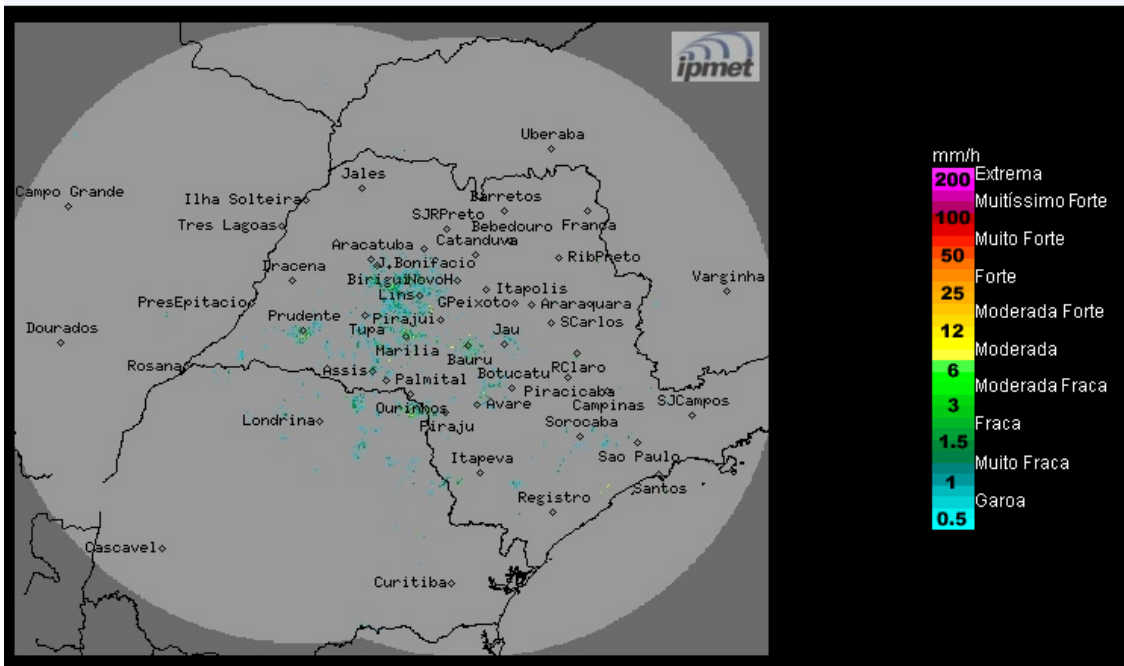 ipmet
Uberaba
Jales
Campo Grande
Ilha Solteira
Barretos
SJRPreto
Tres Lagoas
Bebedouro
Franca
Aracatuba
Catanduva
J.Bonifacio
RibPreto
Dracena
Birigui
NovoH
Varginha
Itapolis
PresEpitacio
Lins
GPeixoto
Araraquara
Prudente
Pirajui
SCarlos
Dourados
Tupa
Jau
Marilia
Bauru
Rosana
Assis
Botucatu
RClaro
Palmital
Piracicaba
Ourinhos
Avare
Campinas
SJCampos
Londrina
Piraju
Sorocaba
Itapeva
Sao Paulo
Registro
Santos
Cascavel
Curitiba
mm/h
200 Extrema
Muitíssimo Forte
100
Muito Forte
50
Forte
25
Moderada Forte
12
Moderada
6
Moderada Fraca
3
Fraca
1.5
Muito Fraca
1
Garoa
0.5